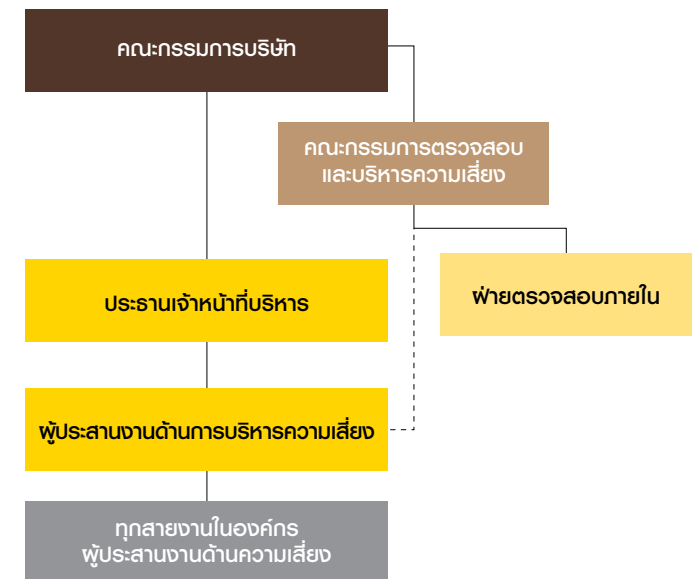 คณะกรรมการบริษัท
คณะกรรมการตรวจสอบ
และบริหารความเสี่ยง
ประธานเจ้าหน้าที่บริหาร
ฝ่ายตรวจสอบภายใน
ผู้ประสานงานด้านการบริหารความเสี่ยง
ทุกสายงานในองค์กร
ผู้ประสานงานด้านความเสี่ยง